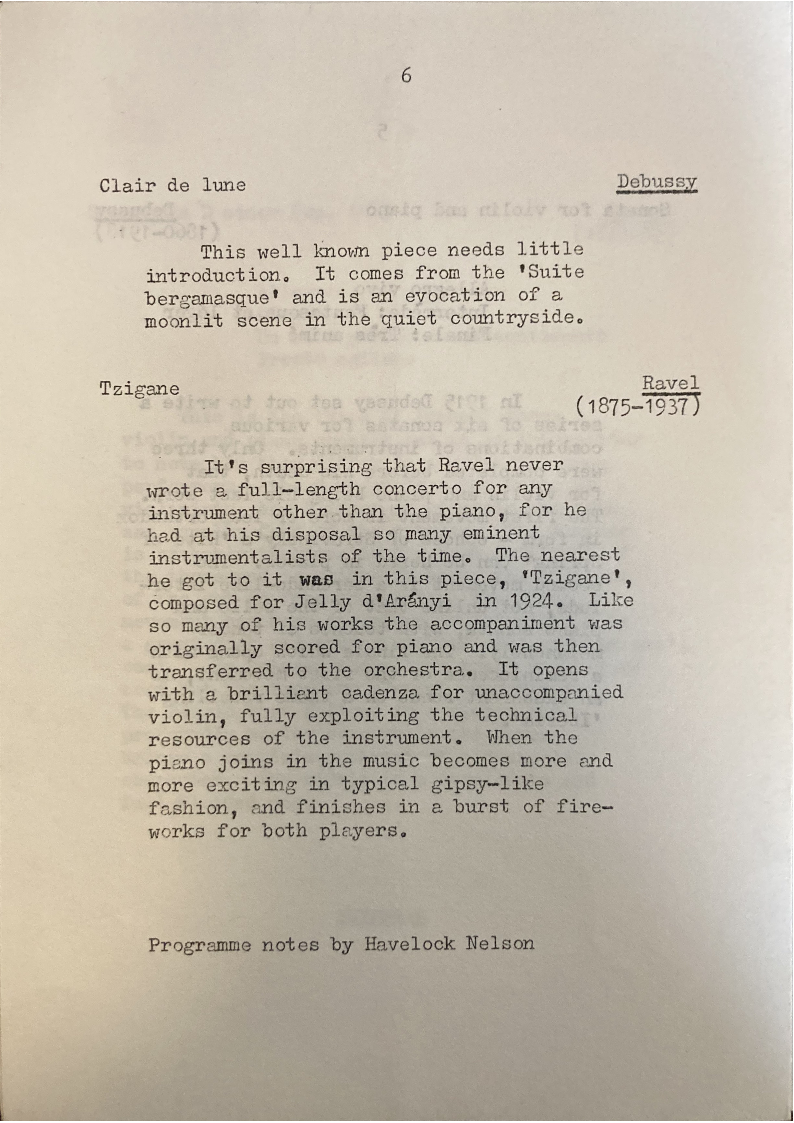 6
Clair de lune Debussy
This well known piece needs little
introduction. It comes from the 'Suite
bergamasque' and is an evocation of a
moonlit scene in the quiet countryside.
Tzigane Ravel
(1875-1937)
It's surprising that Ravel never
wrote a full-length concerto for any
instrument other than the piano, for he
had at his disposal so many eminent
instrumentalists of the time. The nearest
he got to it was in this piece, 'Tzigane',
composed for Jelly d'Arányi in 1924. Like
so many of his works the accompaniment was
originally scored for piano and was then
transferred to the orchestra. It opens
with a brilliant cadenza for unaccompanied
violin, fully exploiting the technical
resources of the instrument. When the
piano joins in the music becomes more and
more exciting in typical gipsy-like
fashion, and finishes in a burst of fire-
works for both players.
Programme notes by Havelock Nelson